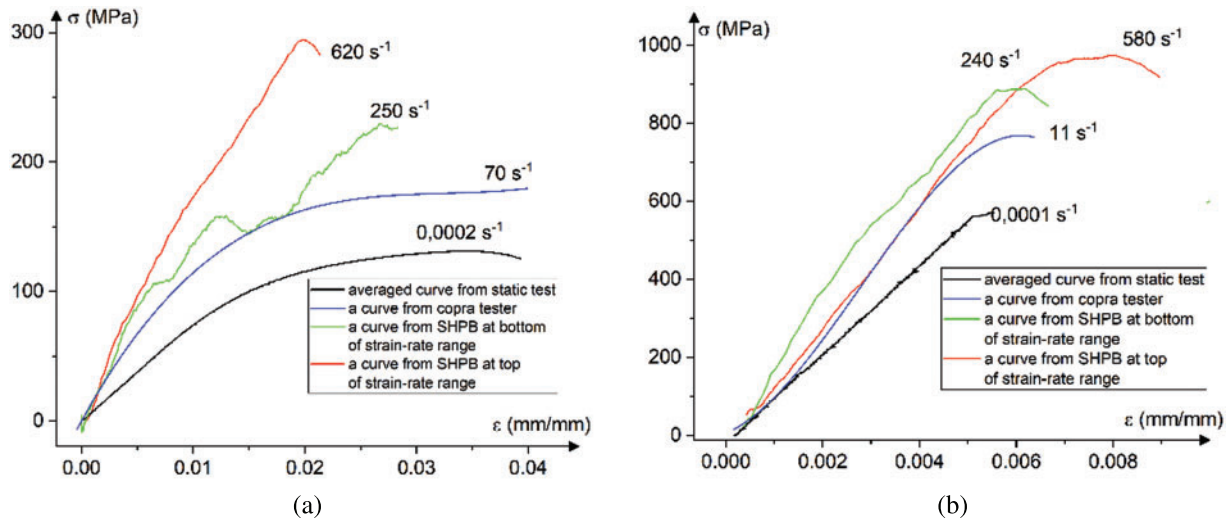 σ (MPa)
300
200
100
0
620 s⁻¹
250 s⁻¹
70 s⁻¹
0,0002 s⁻¹
averaged curve from static test
a curve from copra tester
a curve from SHPB at bottom
of strain-rate range
a curve from SHPB at top
of strain-rate range
ε (mm/mm)
0.00 0.01 0.02 0.03 0.04
(a)
σ (MPa)
1000
800
600
400
200
0
580 s⁻¹
240 s⁻¹
11 s⁻¹
0,0001 s⁻¹
averaged curve from static test
a curve from copra tester
a curve from SHPB at bottom
of strain-rate range
a curve from SHPB at top
of strain-rate range
ε (mm/mm)
0.000 0.002 0.004 0.006 0.008
(b)